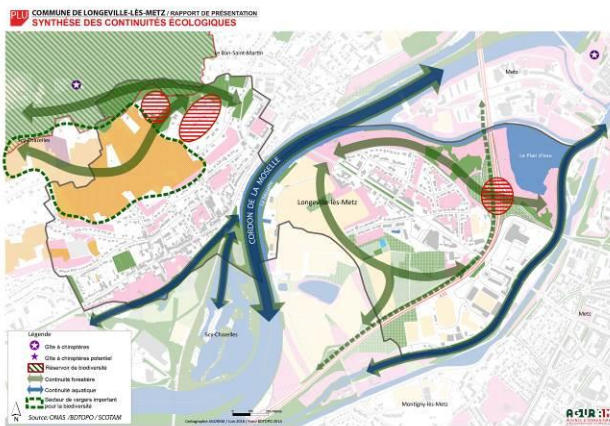 PLU
COMMUNE DE LONGEVILLE-LÈS-METZ / RAPPORT DE PRÉSENTATION
SYNTHÈSE DES CONTINUITÉS ÉCOLOGIQUES
Le Ban-Saint-Martin
Metz
Scy-Chazelles
Le Plan d'eau
CORDON DE LA MOSELLE
Longeville-lès-Metz
Scy-Chazelles
Metz
Montigny-lès-Metz
Légende
Gîte à chiroptères
Gîte à chiroptères potentiel
Réservoir de biodiversité
Continuité forestière
Continuité aquatique
Secteur de vergers important
pour la biodiversité
N
Source: ONAS /BDTOPO / SCOTAM
AGURAM